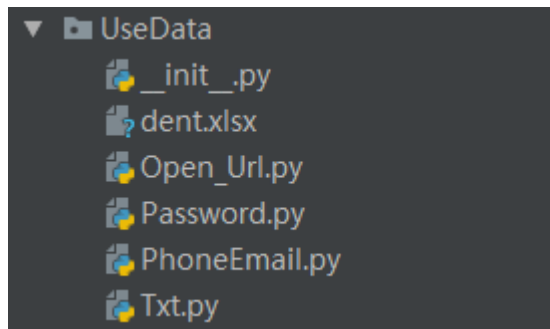 UseData
__init__.py
dent.xlsx
Open_Url.py
Password.py
PhoneEmail.py
Txt.py